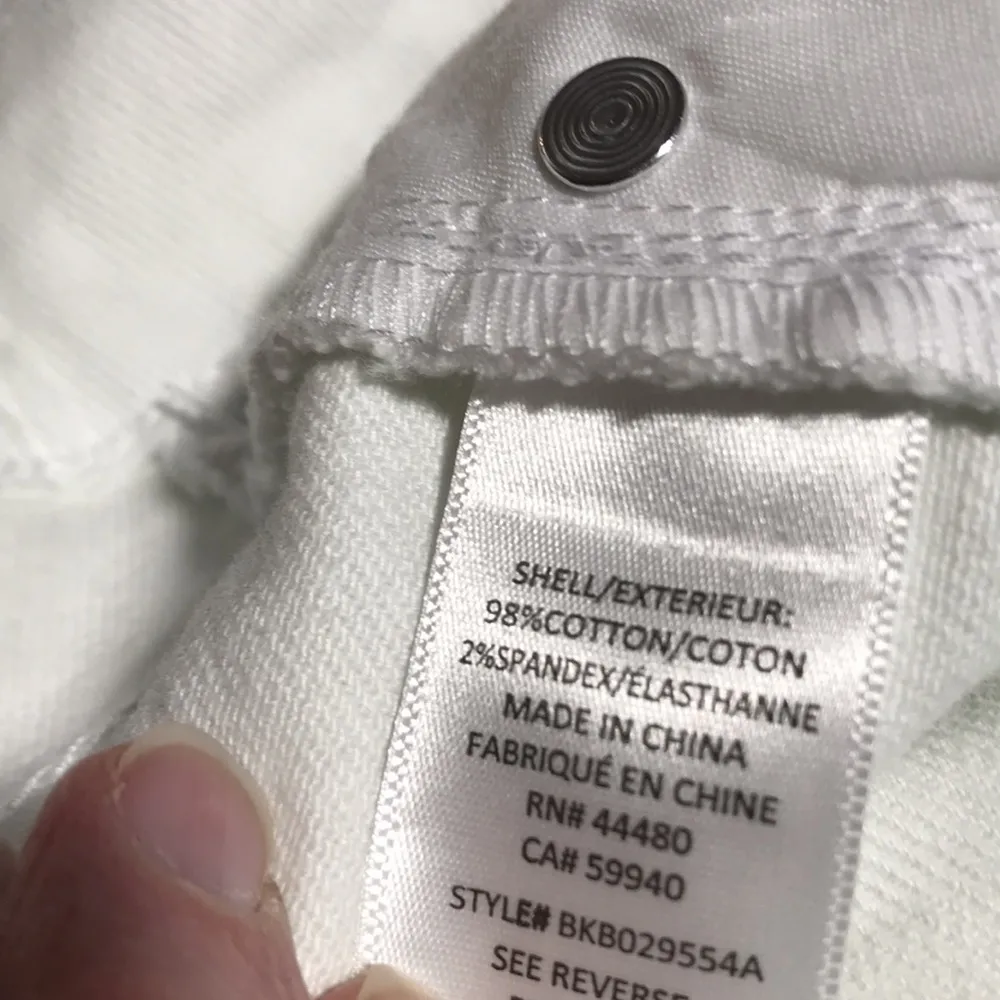 SHELL/EXTERIEUR:
98%COTTON/COTON
2%SPANDEX/ÉLASTHANNE
MADE IN CHINA
FABRIQUÉ EN CHINE
RN# 44480
CA# 59940
STYLE# BKB029554A
SEE REVERSE